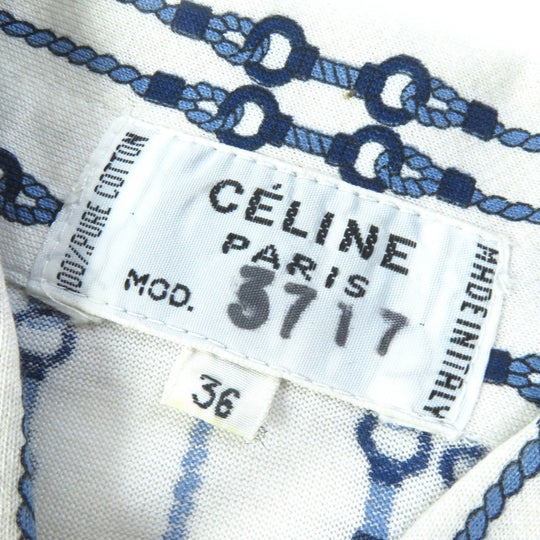 100% PURE COTTON
CÉLINE
PARIS
MOD. 3717
MADE IN ITALY
36